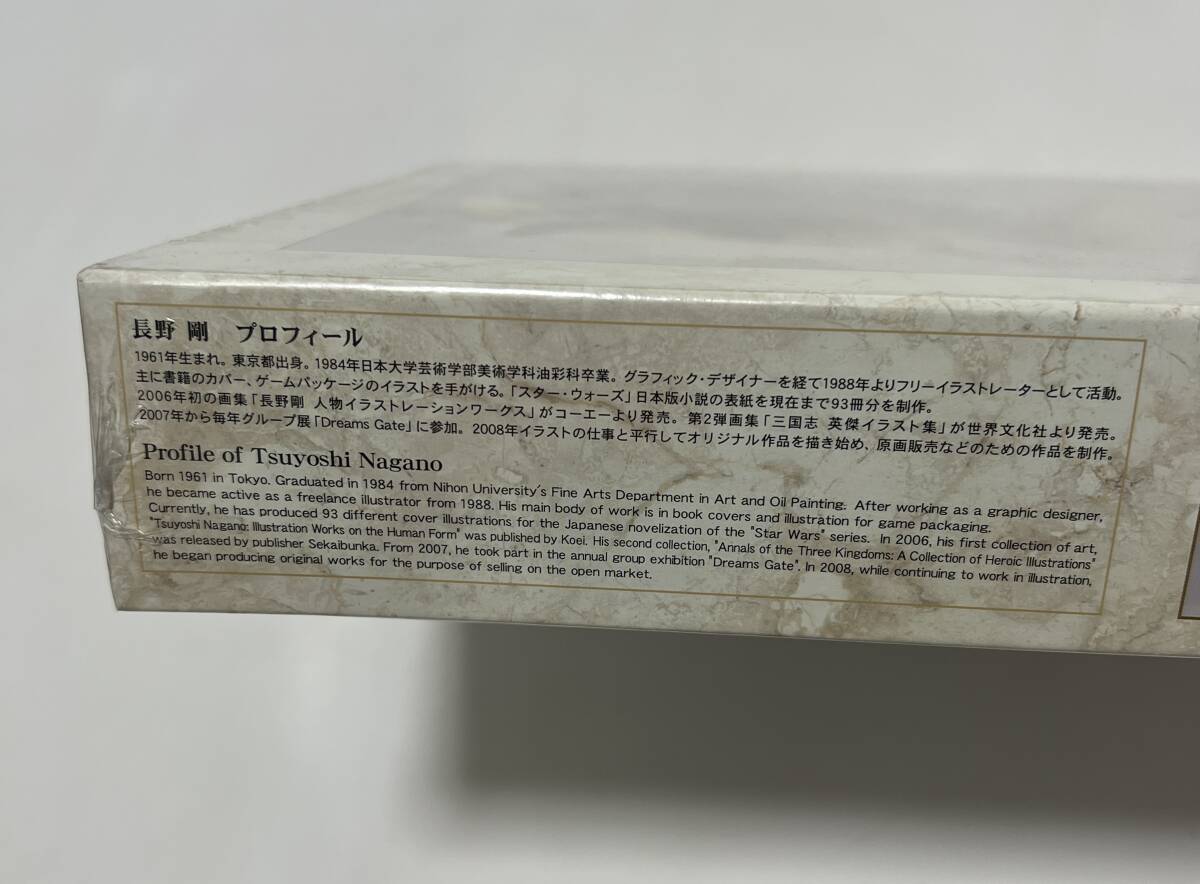 長野 剛　プロフィール
1961年生まれ。東京都出身。1984年日本大学芸術学部美術学科油彩科卒業。グラフィック・デザイナーを経て1988年よりフリーイラストレーターとして活動。
主に書籍のカバー、ゲームパッケージのイラストを手がける。「スター・ウォーズ」日本版小説の表紙を現在まで93冊分を制作。
2006年初の画集「長野剛 人物イラストレーションワークス」がコーエーより発売。第2弾画集「三国志 英傑イラスト集」が世界文化社より発売。
2007年から毎年グループ展「Dreams Gate」に参加。2008年イラストの仕事と平行してオリジナル作品を描き始め、原画販売などのための作品を制作。
Profile of Tsuyoshi Nagano
Born 1961 in Tokyo. Graduated in 1984 from Nihon University's Fine Arts Department in Art and Oil Painting. After working as a graphic designer,
he became active as a freelance illustrator from 1988. His main body of work is in book covers and illustration for game packaging.
Currently, he has produced 93 different cover illustrations for the Japanese novelization of the "Star Wars" series. In 2006, his first collection of art,
"Tsuyoshi Nagano: Illustration Works on the Human Form" was published by Koei. His second collection, "Annals of the Three Kingdoms: A Collection of Heroic Illustrations"
was released by publisher Sekaibunka. From 2007, he took part in the annual group exhibition "Dreams Gate". In 2008, while continuing to work in illustration,
he began producing original works for the purpose of selling on the open market.